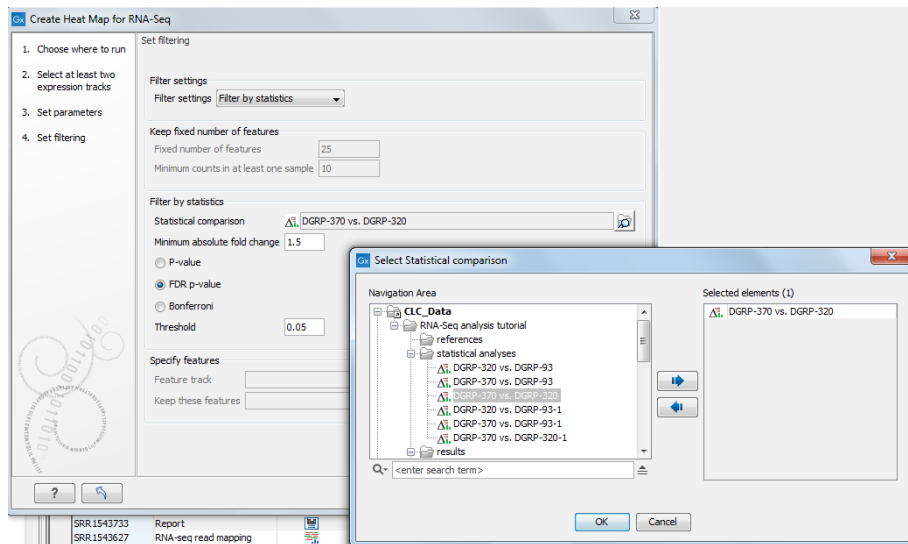 Gx Create Heat Map for RNA-Seq
1. Choose where to run
2. Select at least two
expression tracks
3. Set parameters
4. Set filtering
Set filtering
Filter settings
Filter settings Filter by statistics
Keep fixed number of features
Fixed number of features 25
Minimum counts in at least one sample 10
Filter by statistics
Statistical comparison DGRP-370 vs. DGRP-320
Minimum absolute fold change 1.5
P-value
FDR p-value
Bonferroni
Threshold 0.05
Specify features
Feature track
Keep these features
?
Gx Select Statistical comparison
Navigation Area
CLC_Data
RNA-Seq analysis tutorial
references
statistical analyses
DGRP-320 vs. DGRP-93
DGRP-370 vs. DGRP-93
DGRP-370 vs. DGRP-320
DGRP-320 vs. DGRP-93-1
DGRP-370 vs. DGRP-93-1
DGRP-370 vs. DGRP-320-1
results
<enter search term>
Selected elements (1)
DGRP-370 vs. DGRP-320
OK Cancel
SRR1543733 Report
SRR1543627 RNA-seq read mapping